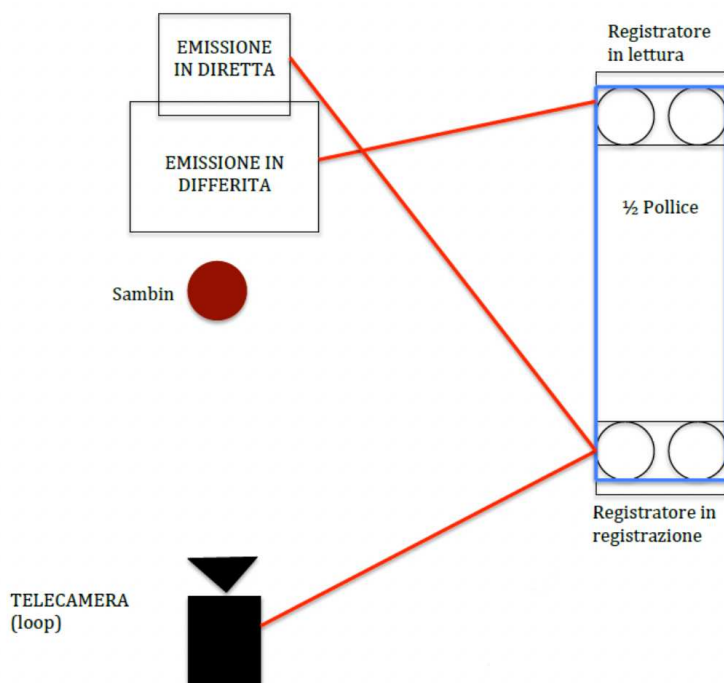 EMISSIONE
IN DIRETTA
Registratore
in lettura
EMISSIONE IN
DIFFERITA
½ Pollice
Sambin
Registratore in
registrazione
TELECAMERA
(loop)